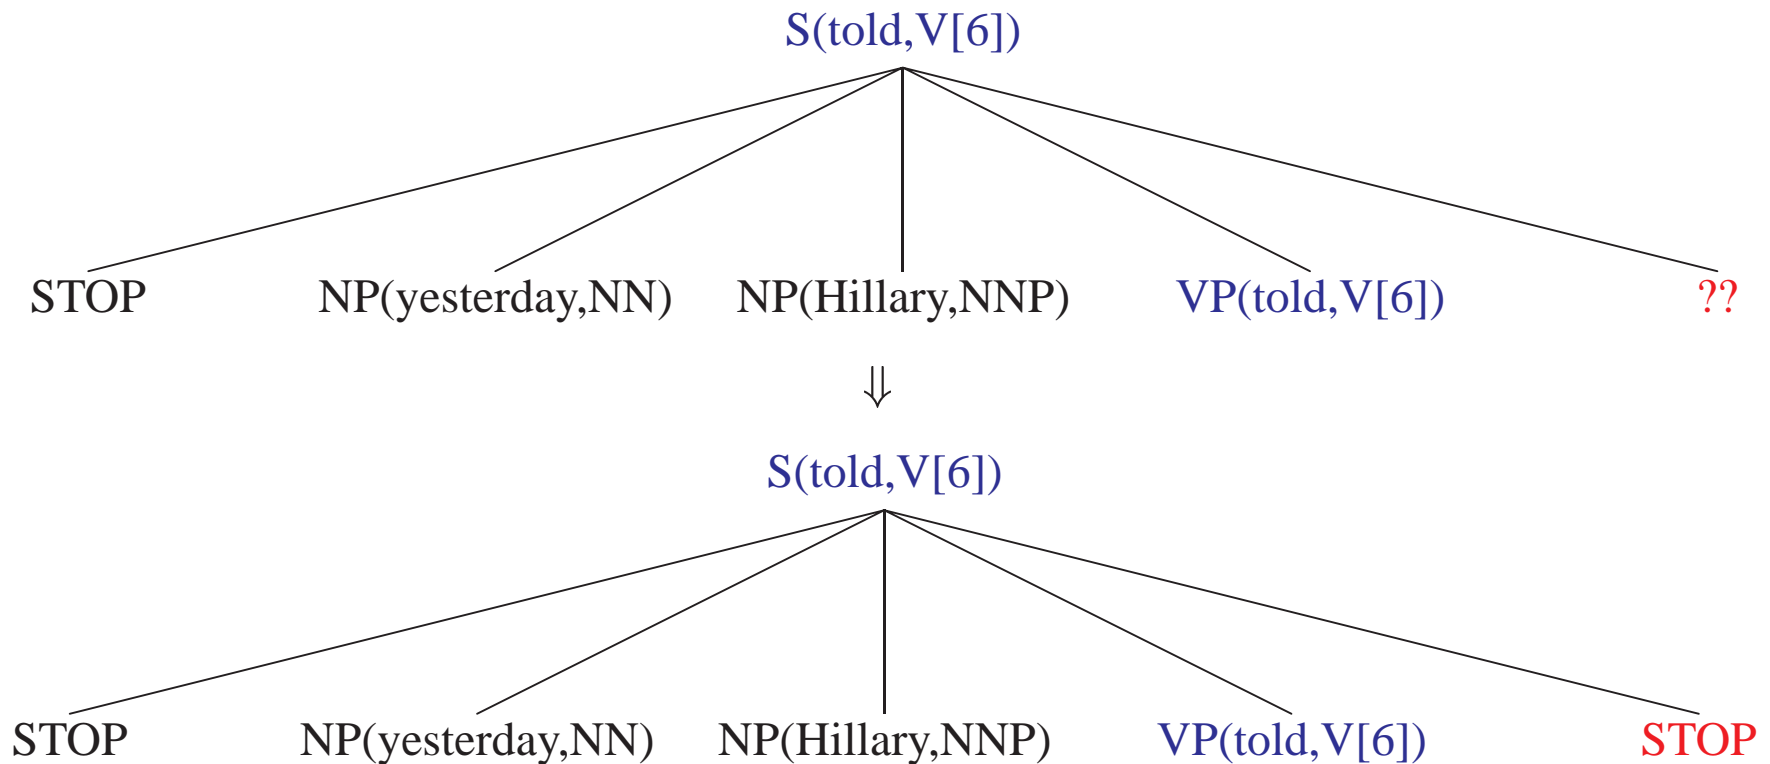 S(told,V[6])
STOP NP(yesterday,NN) NP(Hillary,NNP) VP(told,V[6]) ??
⇓
S(told,V[6])
STOP NP(yesterday,NN) NP(Hillary,NNP) VP(told,V[6]) STOP